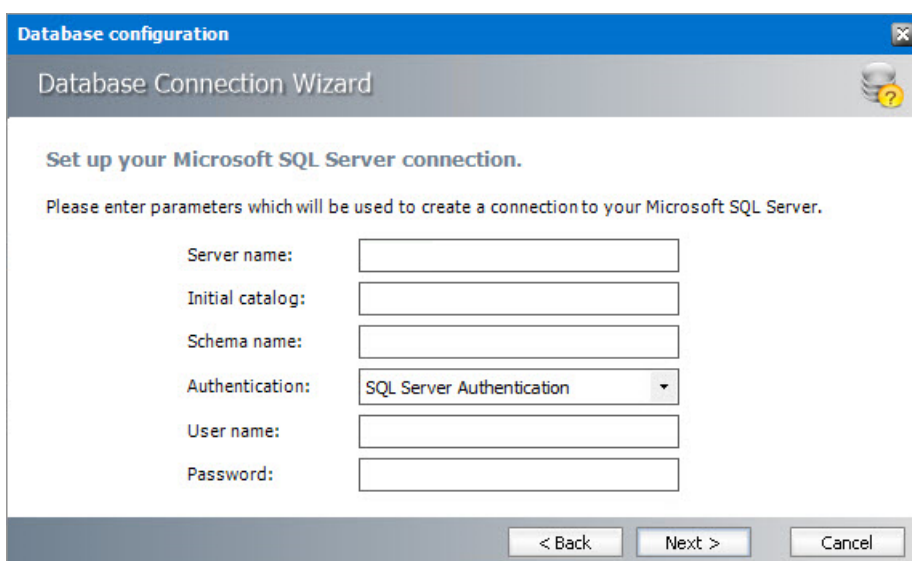 Database configuration
Database Connection Wizard
Set up your Microsoft SQL Server connection.
Please enter parameters which will be used to create a connection to your Microsoft SQL Server.
Server name:
Initial catalog:
Schema name:
Authentication: SQL Server Authentication
User name:
Password:
< Back Next > Cancel